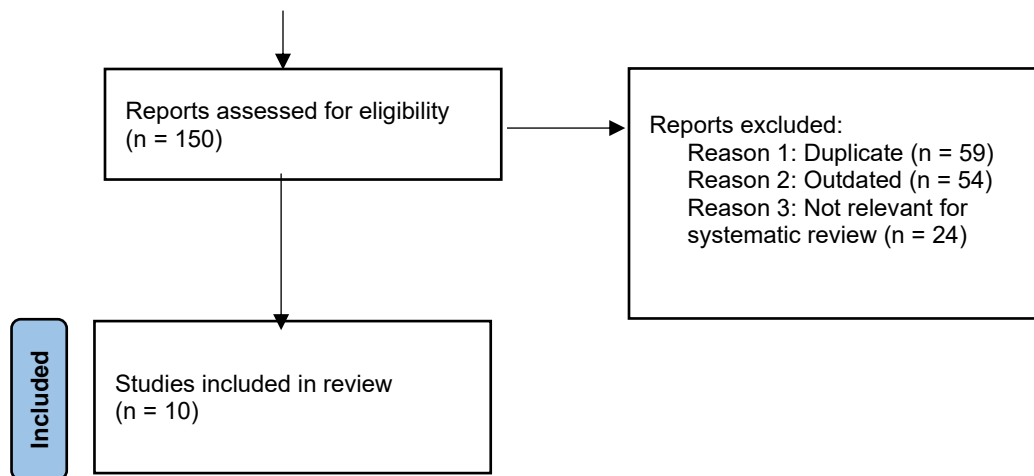 Reports assessed for eligibility
(n = 150)
Reports excluded:
Reason 1: Duplicate (n = 59)
Reason 2: Outdated (n = 54)
Reason 3: Not relevant for
systematic review (n = 24)
Included
Studies included in review
(n = 10)